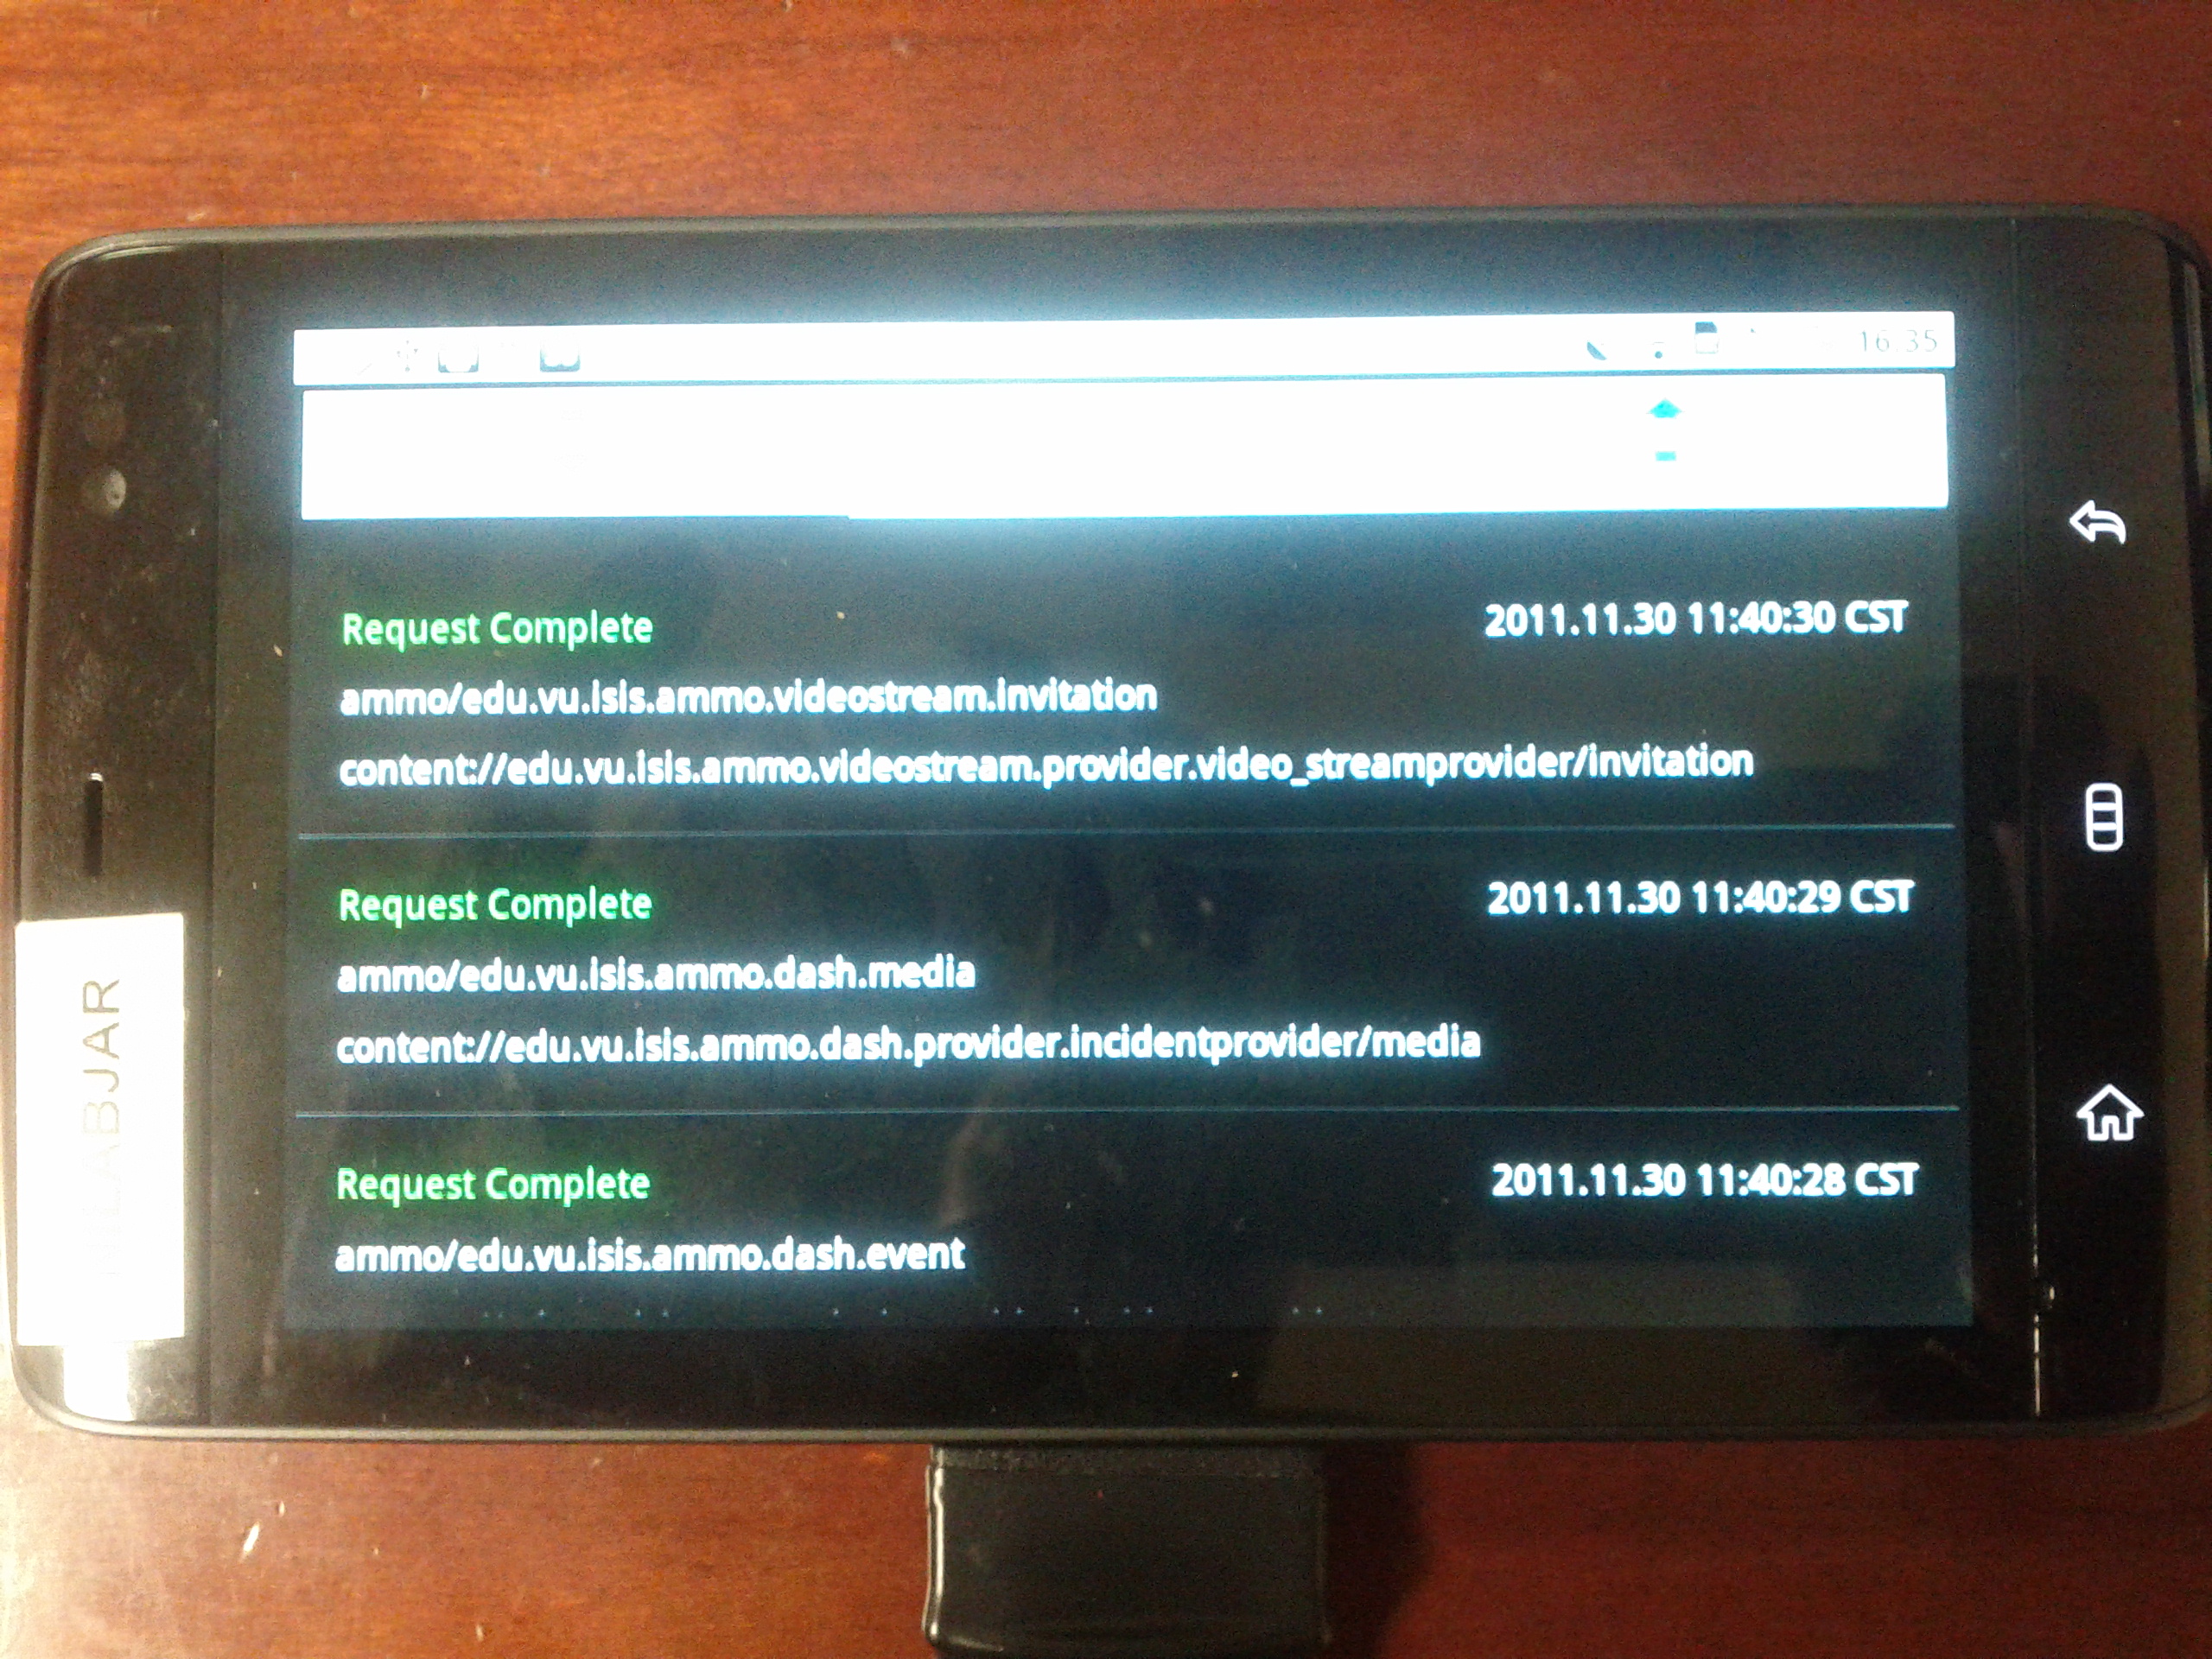 16:35
Request Complete 2011.11.30 11:40:30 CST
ammo/edu.vu.isis.ammo.videostream.invitation
content://edu.vu.isis.ammo.videostream.provider.video_streamprovider/invitation
Request Complete 2011.11.30 11:40:29 CST
ammo/edu.vu.isis.ammo.dash.media
content://edu.vu.isis.ammo.dash.provider.incidentprovider/media
Request Complete 2011.11.30 11:40:28 CST
ammo/edu.vu.isis.ammo.dash.event